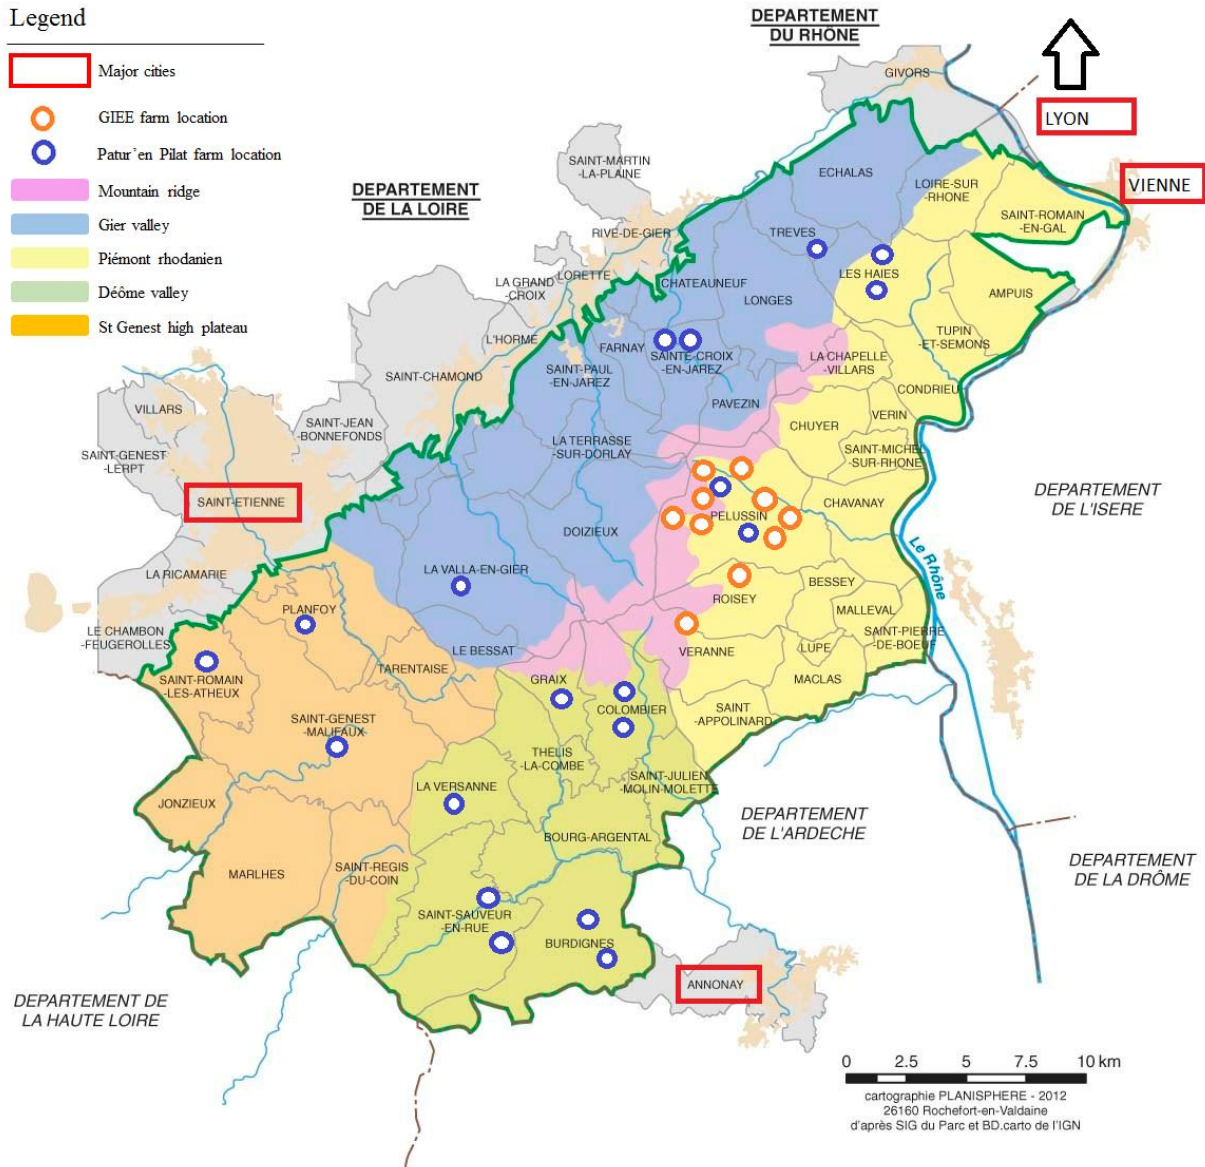 Legend
Major cities
GIEE farm location
Patur'en Pilat farm location
Mountain ridge
Gier valley
Piémont rhodanien
Déôme valley
St Genest high plateau
DEPARTEMENT
DU RHÔNE
GIVORS
LYON
VIENNE
SAINT-MARTIN
-LA-PLAINE
DEPARTEMENT
DE LA LOIRE
ECHALAS
LOIRE-SUR
-RHONE
SAINT-ROMAIN
-EN-GAL
RIVE-DE-GIER
TREVES
LES HAIES
LA GRAND
-CROIX
LORETTE
CHATEAUNEUF
LONGES
AMPUIS
L'HORME
FARNAY
SAINTE-CROIX
-EN-JAREZ
TUPIN
-ET-SEMONS
SAINT-CHAMOND
SAINT-PAUL
-EN-JAREZ
LA CHAPELLE
-VILLARS
CONDRIEU
PAVEZIN
VILLARS
SAINT-JEAN
-BONNEFONDS
CHUYER
VERIN
SAINT-GENEST
-LERPT
LA TERRASSE
-SUR-DORLAY
SAINT-MICHEL
-SUR-RHONE
SAINT-ETIENNE
CHAVANAY
DEPARTEMENT
DE L'ISERE
PELUSSIN
DOIZIEUX
Le Rhône
LA RICAMARIE
LA VALLA-EN-GIER
BESSEY
PLANFOY
ROISEY
MALLEVAL
LE CHAMBON
-FEUGEROLLES
SAINT-PIERRE
-DE-BOEUF
LE BESSAT
VERANNE
LUPE
TARENTAISE
MACLAS
SAINT-ROMAIN
-LES-ATHEUX
GRAIX
COLOMBIER
SAINT
-APPOLINARD
SAINT-GENEST
-MALIFAUX
THELIS
-LA-COMBE
SAINT-JULIEN
-MOLIN-MOLETTE
LA VERSANNE
JONZIEUX
DEPARTEMENT
DE L'ARDECHE
BOURG-ARGENTAL
MARLHES
SAINT-REGIS
-DU-COIN
DEPARTEMENT
DE LA DRÔME
SAINT-SAUVEUR
-EN-RUE
BURDIGNES
ANNONAY
DEPARTEMENT DE
LA HAUTE LOIRE
0 2.5 5 7.5 10 km
cartographie PLANISPHERE - 2012
26160 Rochefort-en-Valdaine
d'après SIG du Parc et BD.carto de l'IGN